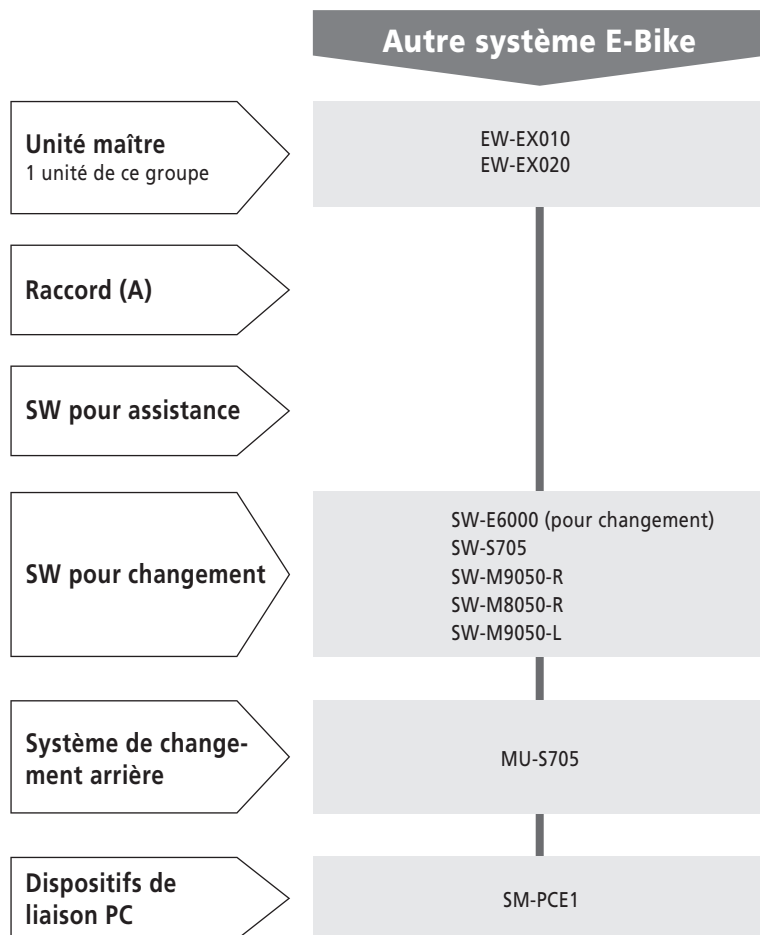 Autre système E-Bike
Unité maître
1 unité de ce groupe
EW-EX010
EW-EX020
Raccord (A)
SW pour assistance
SW pour changement
SW-E6000 (pour changement)
SW-S705
SW-M9050-R
SW-M8050-R
SW-M9050-L
Système de change-
ment arrière
MU-S705
Dispositifs de
liaison PC
SM-PCE1